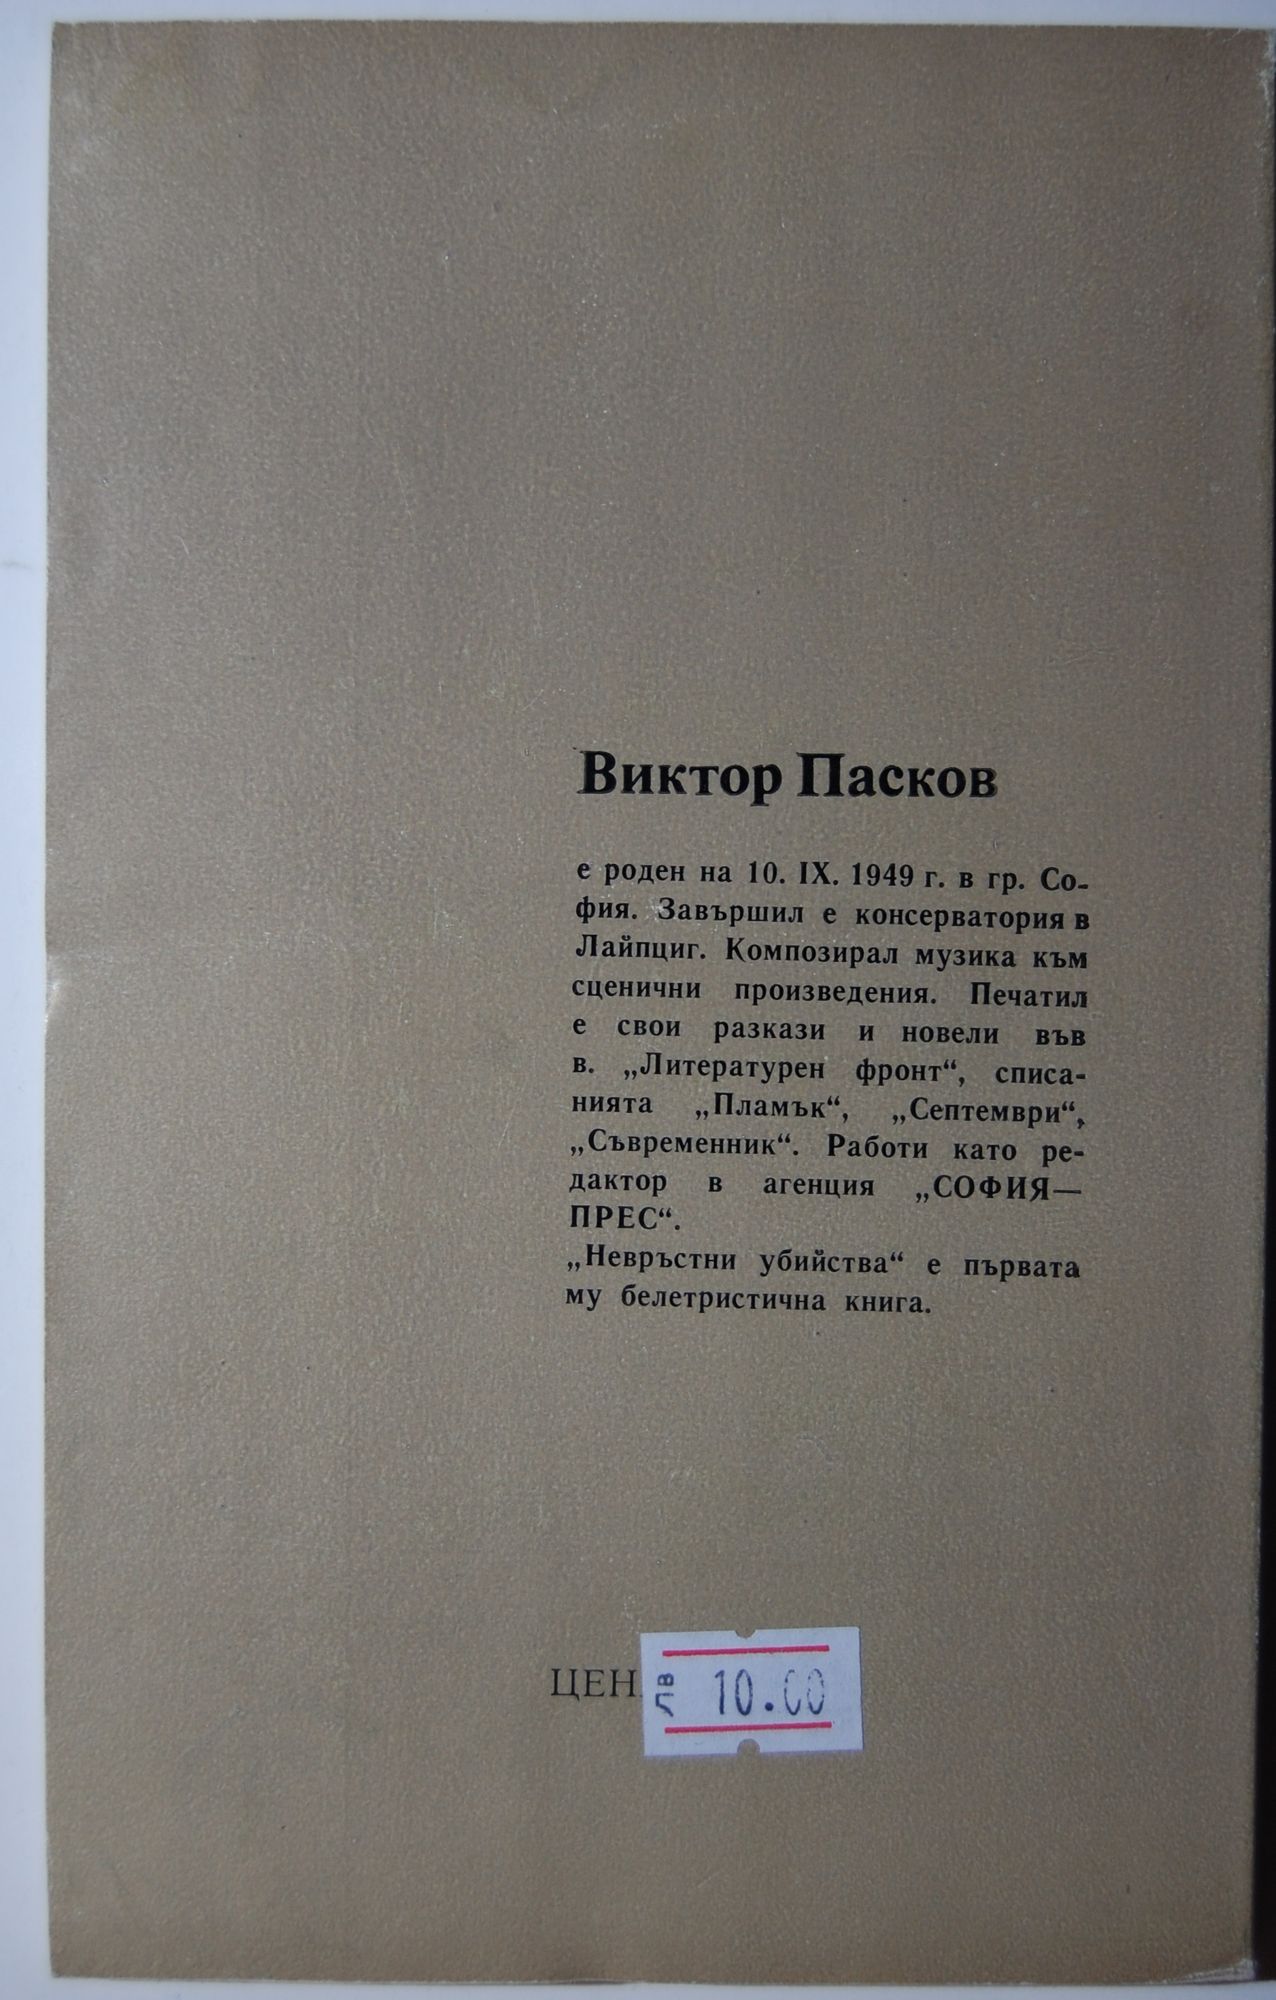 Виктор Пасков
е роден на 10. IX. 1949 г. в гр. Со-
фия. Завършил е консерватория в
Лайпциг. Композирал музика към
сценични произведения. Печатил
е свои разкази и новели във
в. „Литературен фронт“, списа-
нията „Пламък“, „Септември“,
„Съвременник“. Работи като ре-
дактор в агенция „СОФИЯ—
ПРЕС“.
„Невръстни убийства“ е първата
му белетристична книга.
ЦЕН
лв 10.00